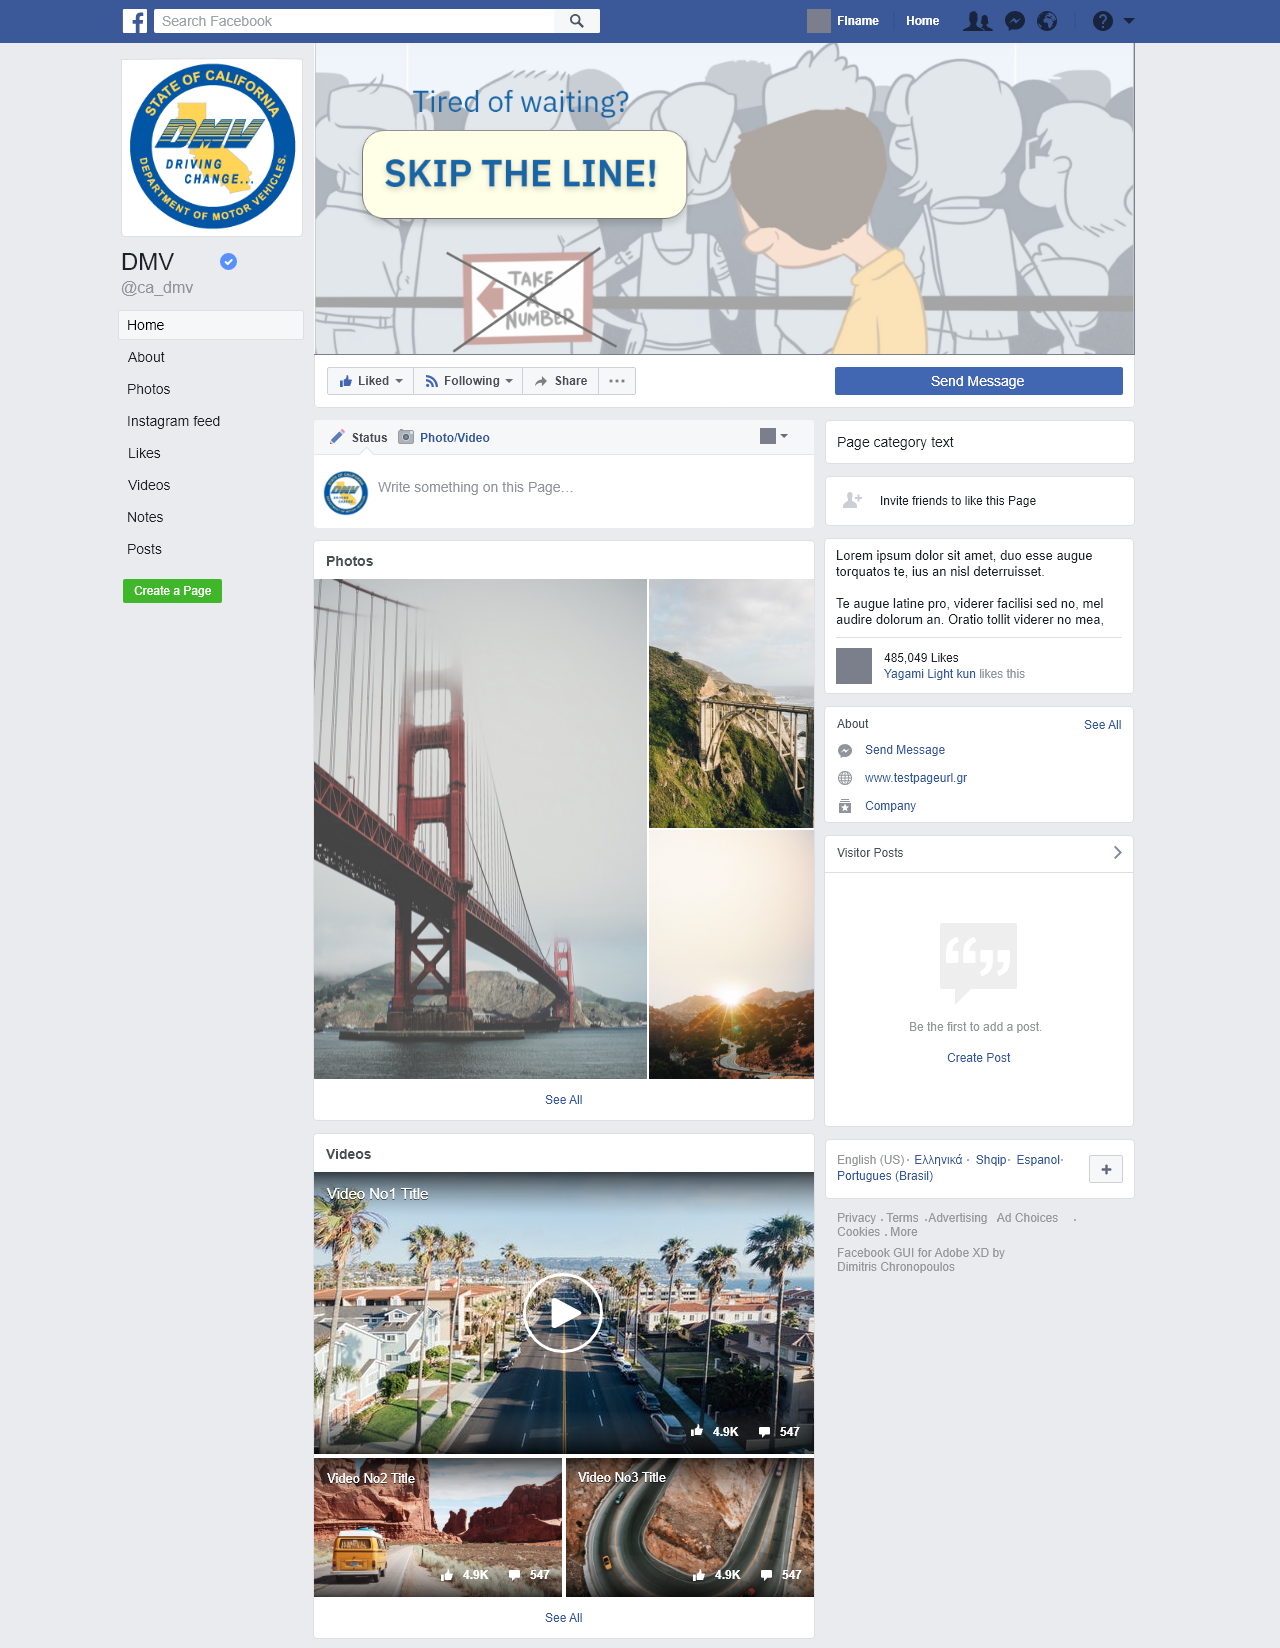 Search Facebook
FIname
Home
STATE OF CALIFORNIA
DMV
DRIVING
CHANGE...
DEPARTMENT OF MOTOR VEHICLES.
Tired of waiting?
SKIP THE LINE!
TAKE
A
NUMBER
DMV
@ca_dmv
Home
About
Photos
Instagram feed
Likes
Videos
Notes
Posts
Create a Page
Liked
Following
Share
Send Message
Status
Photo/Video
Write something on this Page...
Photos
See All
Videos
Video No1 Title
4.9K
547
Video No2 Title
4.9K
547
Video No3 Title
4.9K
547
See All
Page category text
Invite friends to like this Page
Lorem ipsum dolor sit amet, duo esse augue
torquatos te, ius an nisl deterruisset.
Te augue latine pro, viderer facilisi sed no, mel
audire dolorum an. Oratio tollit viderer no mea,
485,049 Likes
Yagami Light kun likes this
About
See All
Send Message
www.testpageurl.gr
Company
Visitor Posts
Be the first to add a post.
Create Post
English (US) · Ελληνικά · Shqip · Espanol ·
Portugues (Brasil)
Privacy · Terms · Advertising Ad Choices ·
Cookies · More
Facebook GUI for Adobe XD by
Dimitris Chronopoulos